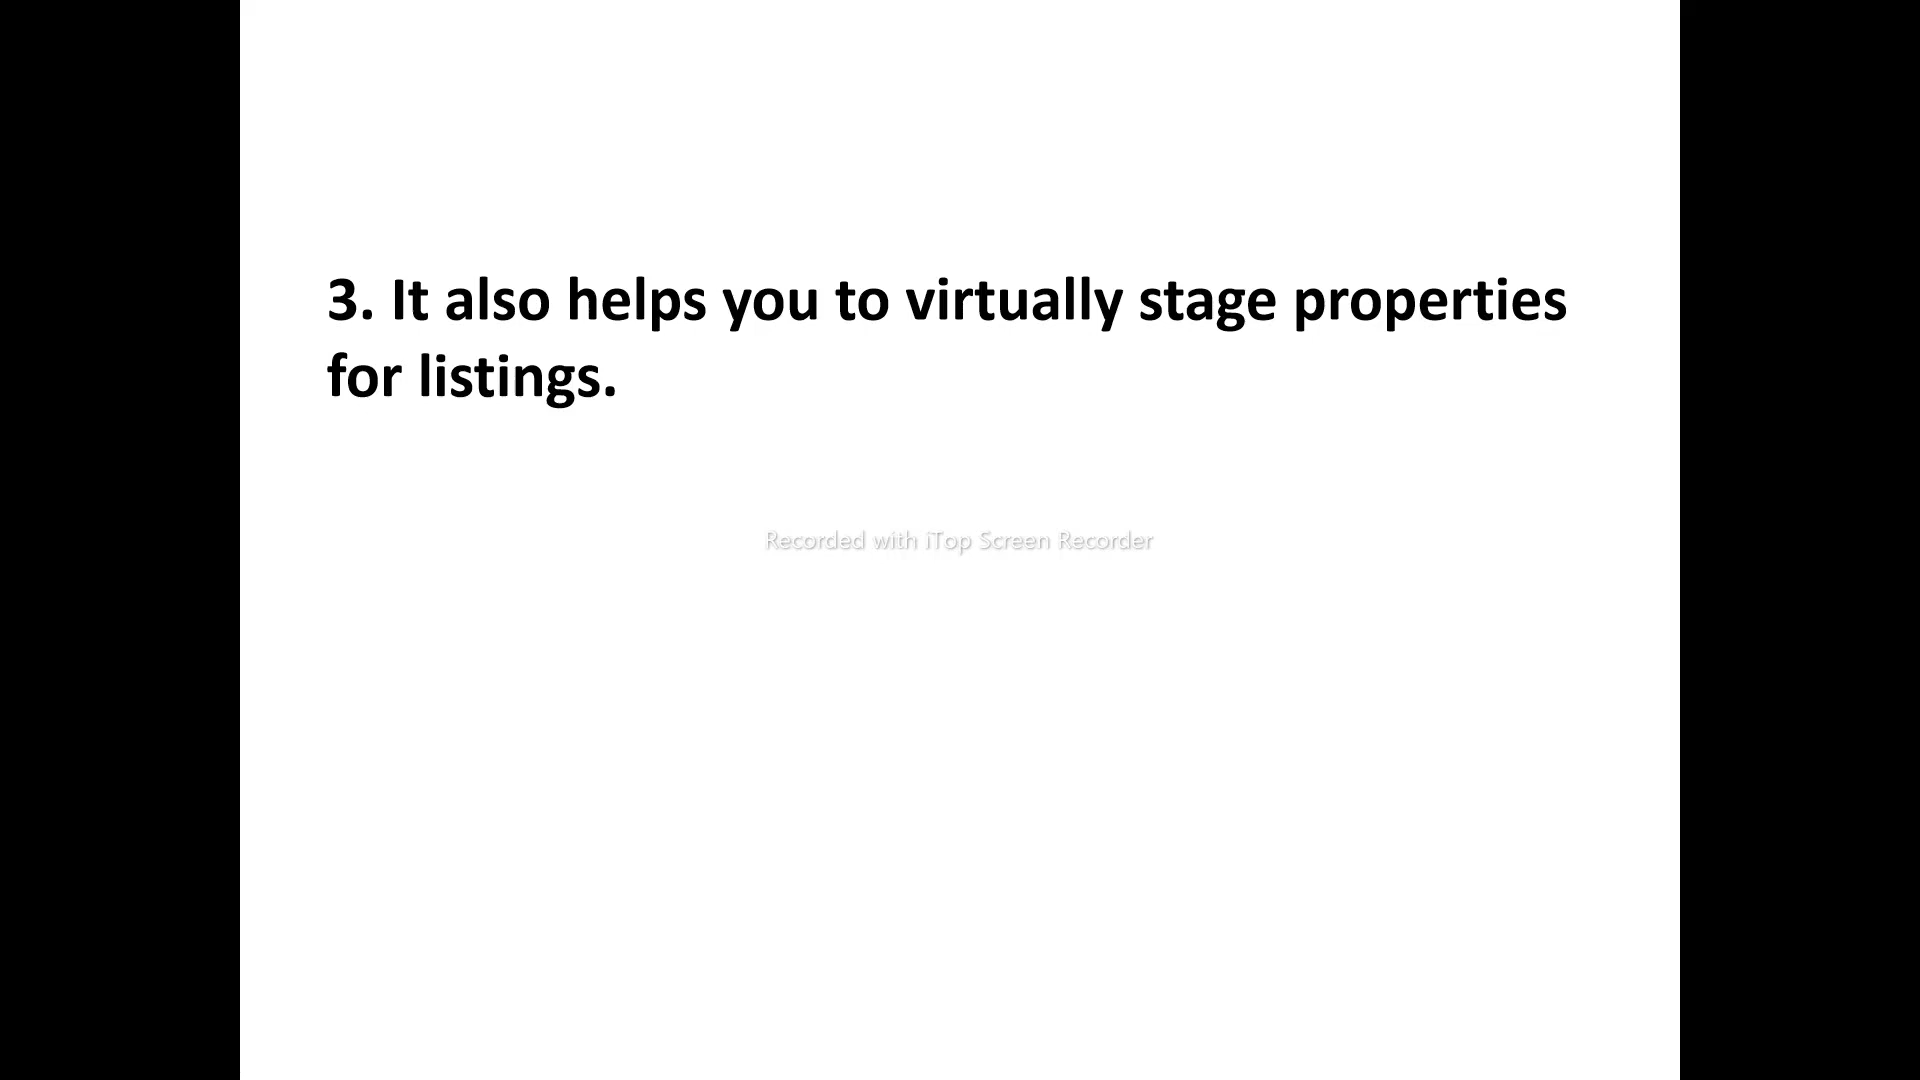 3. It also helps you to virtually stage properties
for listings.
Recorded with iTop Screen Recorder